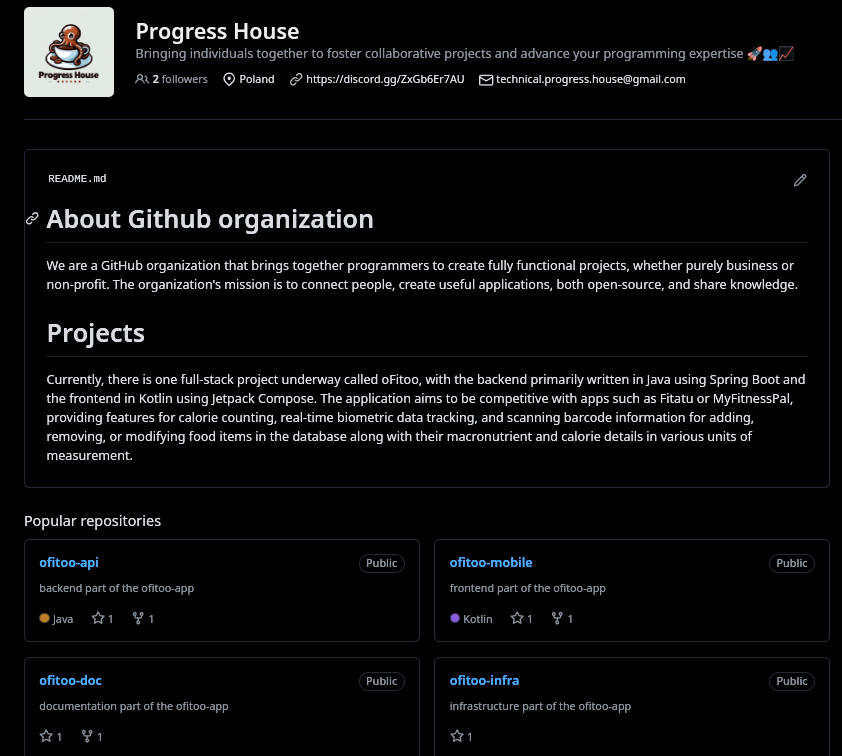 Progress House
Progress House
Bringing individuals together to foster collaborative projects and advance your programming expertise 🚀👥📈
2 followers Poland https://discord.gg/ZxGb6Er7AU technical.progress.house@gmail.com
README.md
About Github organization
We are a GitHub organization that brings together programmers to create fully functional projects, whether purely business or
non-profit. The organization's mission is to connect people, create useful applications, both open-source, and share knowledge.
Projects
Currently, there is one full-stack project underway called oFitoo, with the backend primarily written in Java using Spring Boot and
the frontend in Kotlin using Jetpack Compose. The application aims to be competitive with apps such as Fitatu or MyFitnessPal,
providing features for calorie counting, real-time biometric data tracking, and scanning barcode information for adding,
removing, or modifying food items in the database along with their macronutrient and calorie details in various units of
measurement.
Popular repositories
ofitoo-api Public
backend part of the ofitoo-app
Java 1 1
ofitoo-mobile Public
frontend part of the ofitoo-app
Kotlin 1 1
ofitoo-doc Public
documentation part of the ofitoo-app
1 1
ofitoo-infra Public
infrastructure part of the ofitoo-app
1